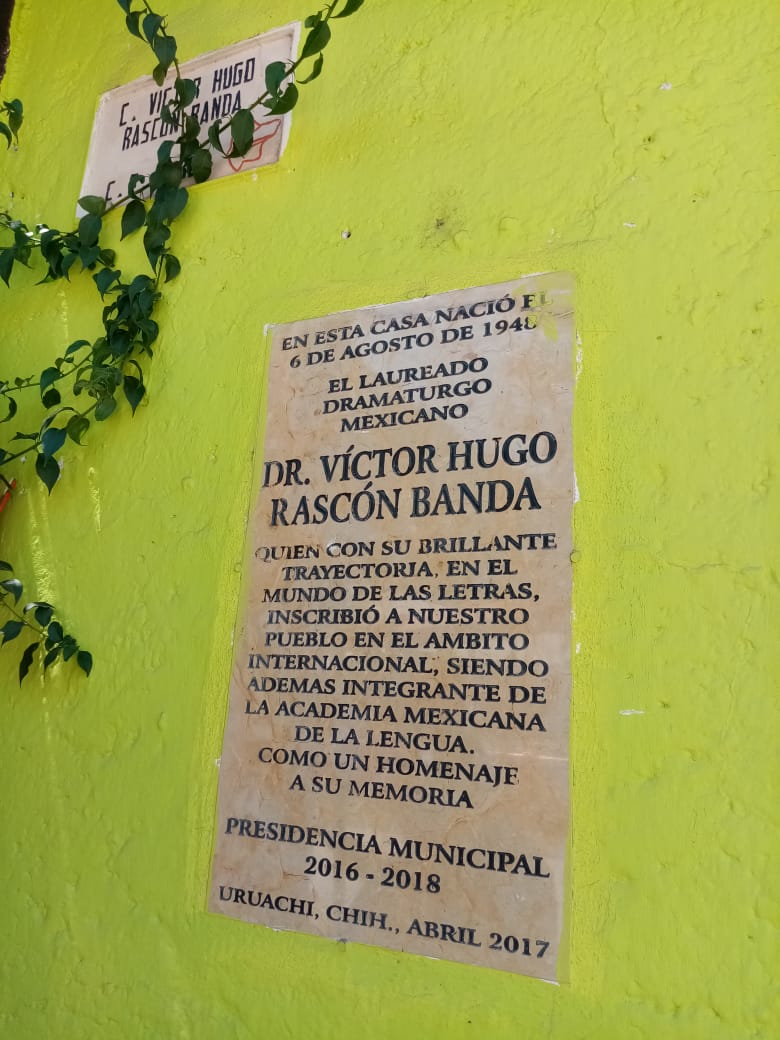 C. VICTOR HUGO
RASCON BANDA
C.
EN ESTA CASA NACIÓ EL
6 DE AGOSTO DE 1948
EL LAUREADO
DRAMATURGO
MEXICANO
DR. VÍCTOR HUGO
RASCÓN BANDA
QUIEN CON SU BRILLANTE
TRAYECTORIA, EN EL
MUNDO DE LAS LETRAS,
INSCRIBIÓ A NUESTRO
PUEBLO EN EL AMBITO
INTERNACIONAL, SIENDO
ADEMAS INTEGRANTE DE
LA ACADEMIA MEXICANA
DE LA LENGUA.
COMO UN HOMENAJE
A SU MEMORIA
PRESIDENCIA MUNICIPAL
2016 - 2018
URUACHI, CHIH., ABRIL 2017